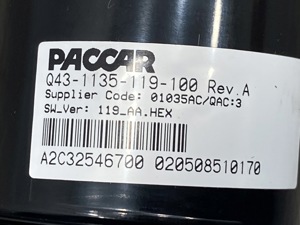 PACCAR
Q43-1135-119-100 Rev.A
Supplier Code: 01035AC/QAC:3
SW_Ver: 119_AA.HEX
A2C32546700 020508510170